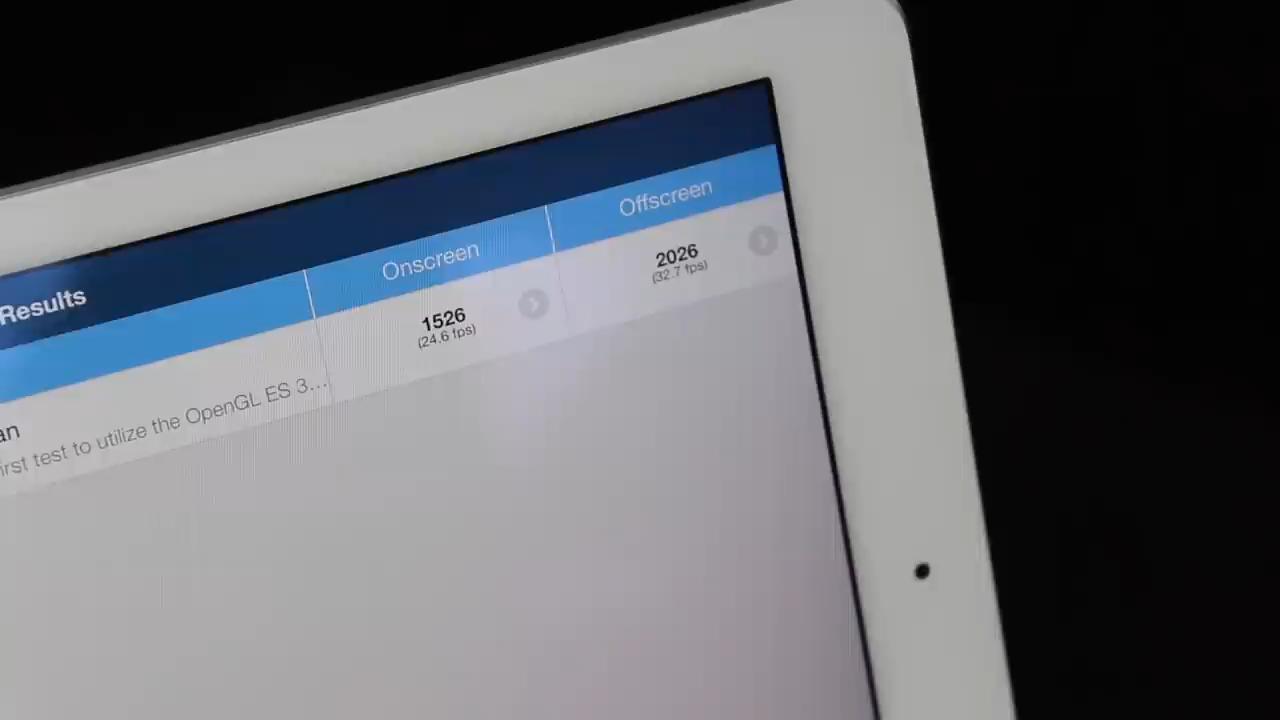 Results
Onscreen
Offscreen
an
irst test to utilize the OpenGL ES 3...
1526
(24.6 fps)
2026
(32.7 fps)